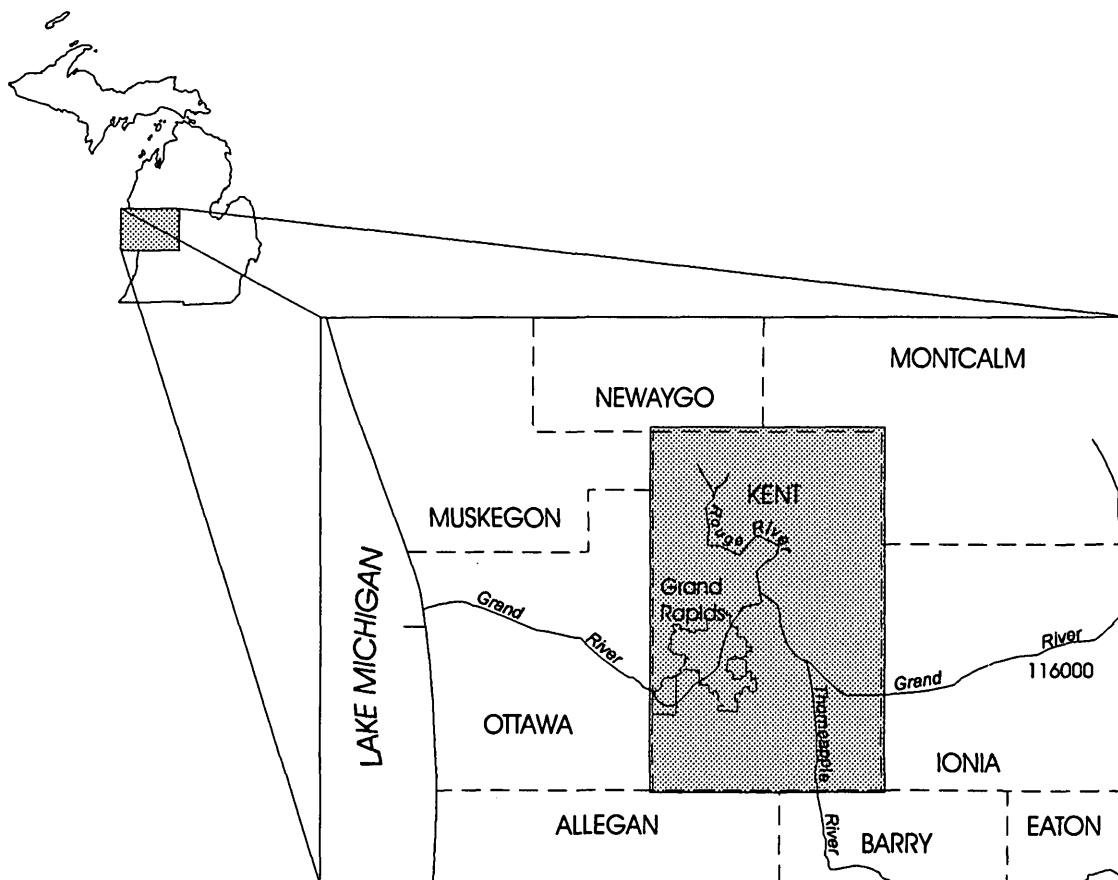 MONTCALM
NEWAYGO
KENT
MUSKEGON
Rouge River
LAKE MICHIGAN
Grand
Rapids
Grand River
Grand River
116000
OTTAWA
Thornapple River
IONIA
ALLEGAN
BARRY
EATON